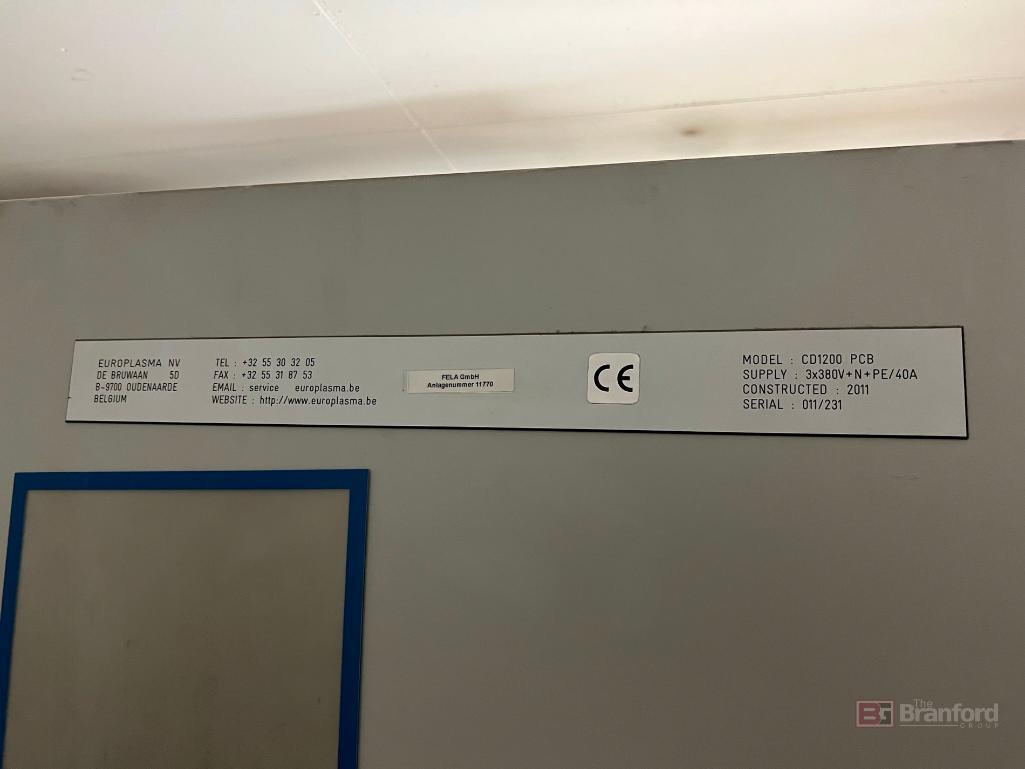 EUROPLASMA NV
DE BRUWAAN 5D
B-9700 OUDENAARDE
BELGIUM
TEL : +32 55 30 32 05
FAX : +32 55 31 87 53
EMAIL : service europlasma.be
WEBSITE : http://www.europlasma.be
FELA GmbH
Anlagenummer 11770
CE
MODEL : CD1200 PCB
SUPPLY : 3x380V+N+PE/40A
CONSTRUCTED : 2011
SERIAL : 011/231
BG The Branford GROUP